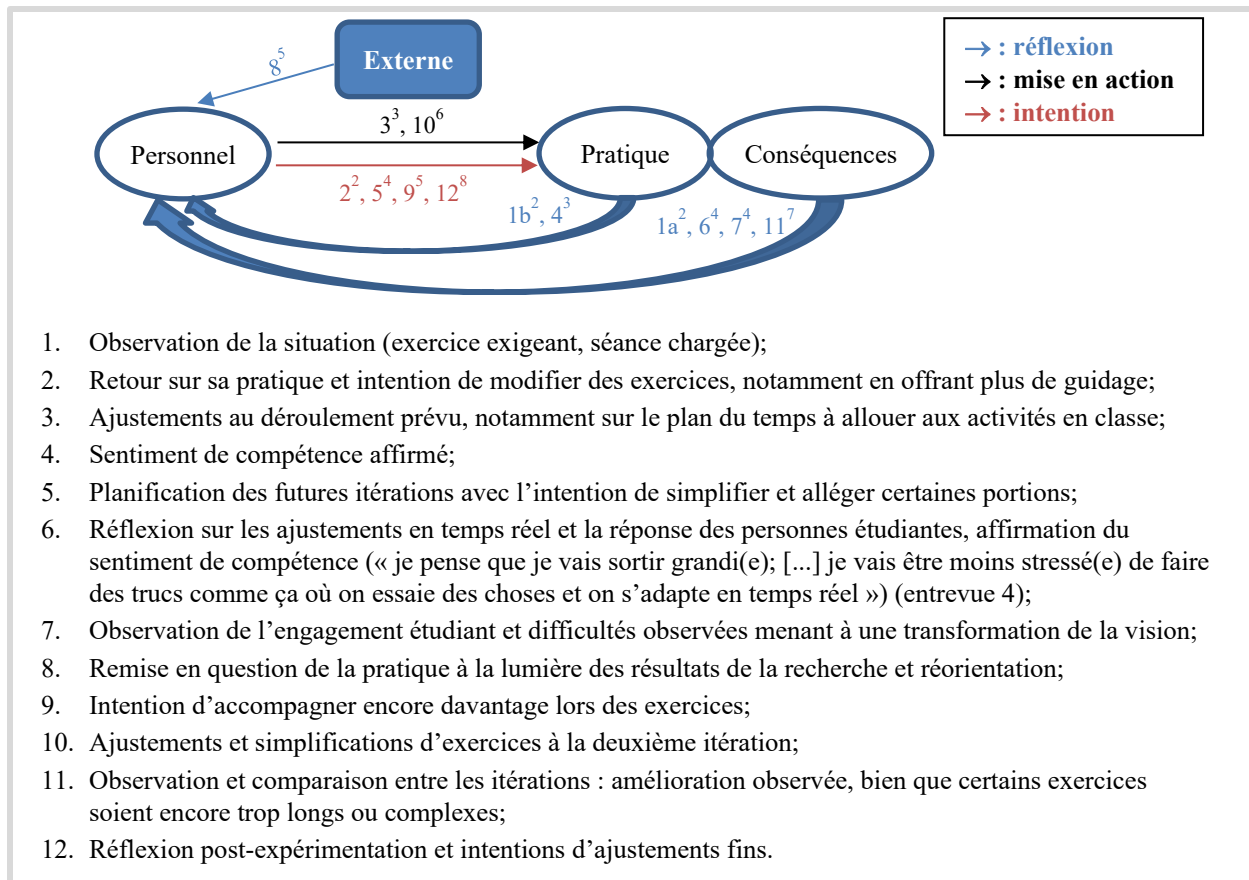 Externe
→ : réflexion
→ : mise en action
→ : intention
8⁵
3³, 10⁶
Personnel
Pratique
Conséquences
2², 5⁴, 9⁵, 12⁸
1b², 4³
1a², 6⁴, 7⁴, 11⁷
1. Observation de la situation (exercice exigeant, séance chargée);
2. Retour sur sa pratique et intention de modifier des exercices, notamment en offrant plus de guidage;
3. Ajustements au déroulement prévu, notamment sur le plan du temps à allouer aux activités en classe;
4. Sentiment de compétence affirmé;
5. Planification des futures itérations avec l’intention de simplifier et alléger certaines portions;
6. Réflexion sur les ajustements en temps réel et la réponse des personnes étudiantes, affirmation du
sentiment de compétence (« je pense que je vais sortir grandi(e); [...] je vais être moins stressé(e) de faire
des trucs comme ça où on essaie des choses et on s’adapte en temps réel ») (entrevue 4);
7. Observation de l’engagement étudiant et difficultés observées menant à une transformation de la vision;
8. Remise en question de la pratique à la lumière des résultats de la recherche et réorientation;
9. Intention d’accompagner encore davantage lors des exercices;
10. Ajustements et simplifications d’exercices à la deuxième itération;
11. Observation et comparaison entre les itérations : amélioration observée, bien que certains exercices
soient encore trop longs ou complexes;
12. Réflexion post-expérimentation et intentions d’ajustements fins.